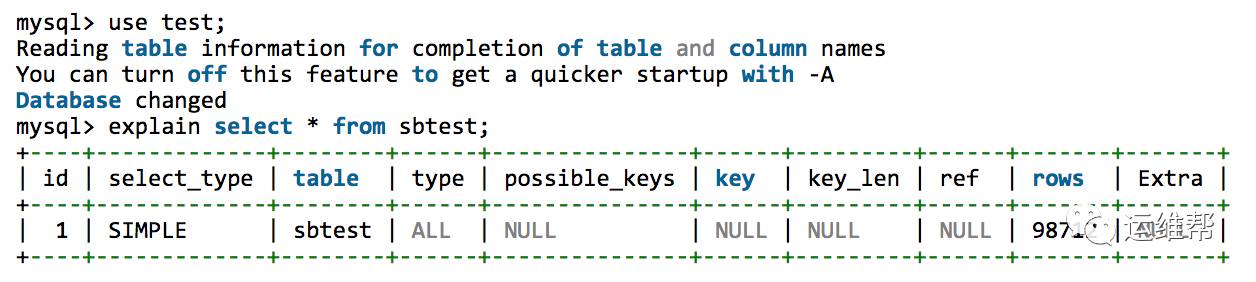 mysql> use test;
Reading table information for completion of table and column names
You can turn off this feature to get a quicker startup with -A
Database changed
mysql> explain select * from sbtest;
+----+-------------+--------+------+---------------+------+---------+------+-------+-------+
| id | select_type | table  | type | possible_keys | key  | key_len | ref  | rows  | Extra |
+----+-------------+--------+------+---------------+------+---------+------+-------+-------+
|  1 | SIMPLE      | sbtest | ALL  | NULL          | NULL | NULL    | NULL | |
+----+-------------+--------+------+---------------+------+---------+------+-------+-------+
运维帮